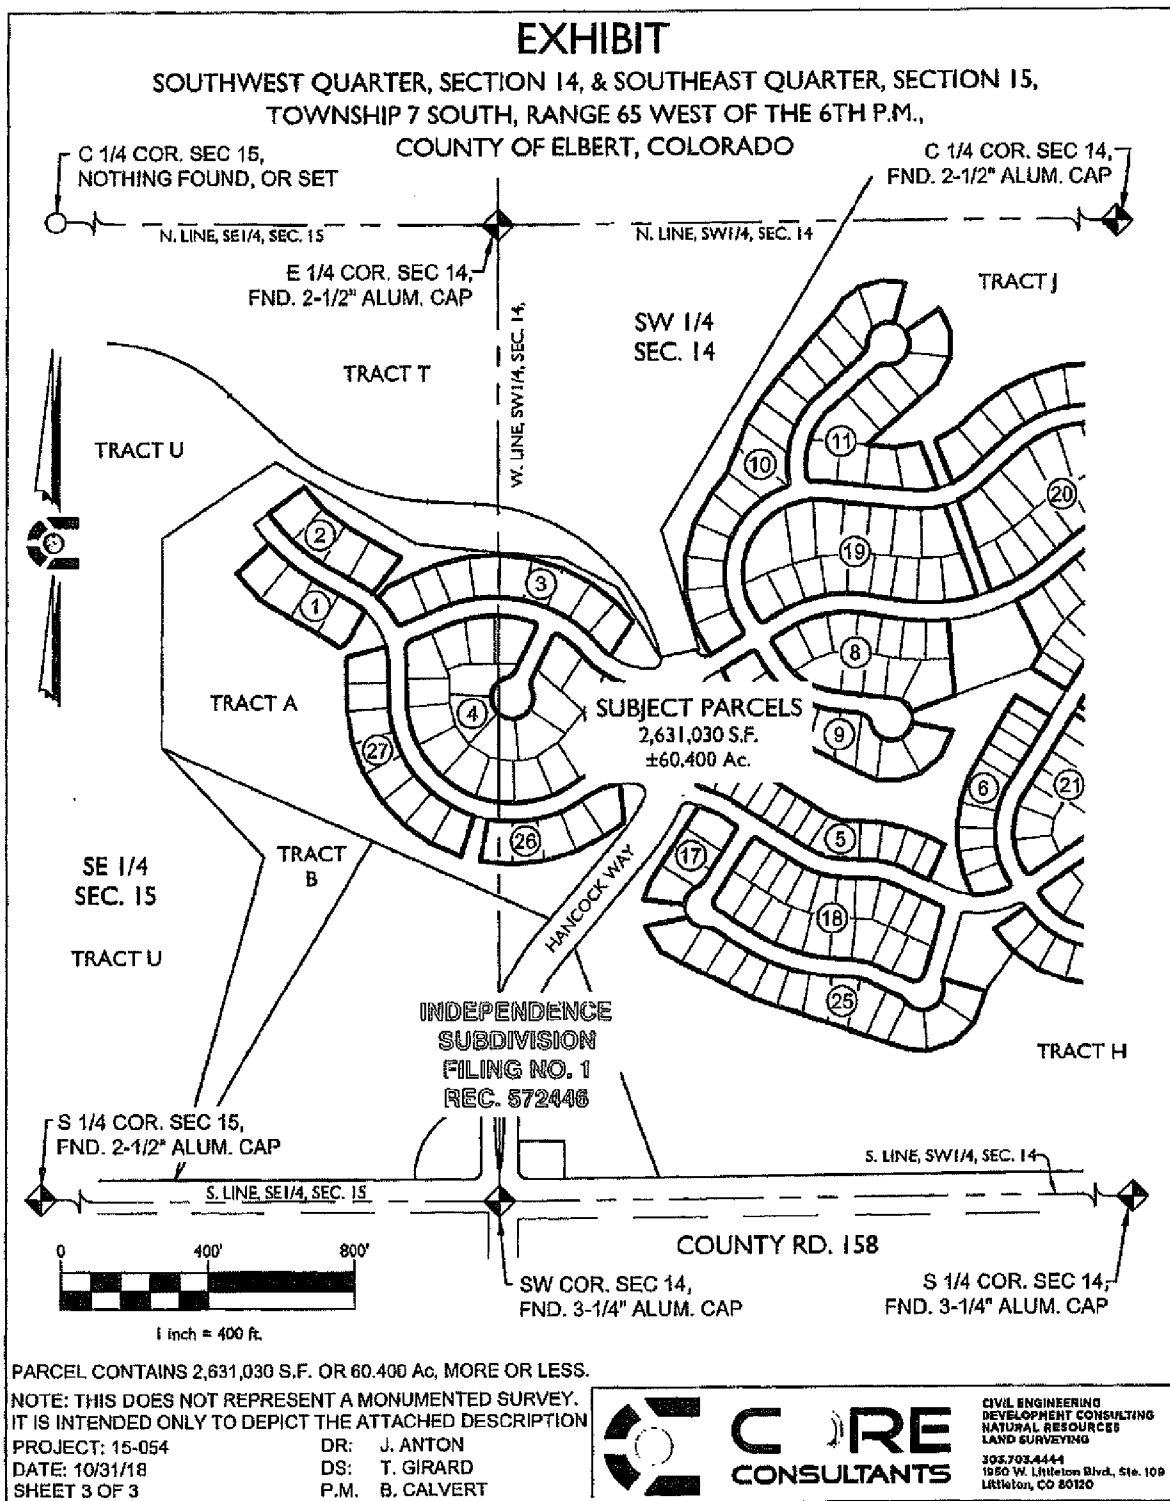 EXHIBIT
SOUTHWEST QUARTER, SECTION 14, & SOUTHEAST QUARTER, SECTION 15,
TOWNSHIP 7 SOUTH, RANGE 65 WEST OF THE 6TH P.M.,
COUNTY OF ELBERT, COLORADO
C 1/4 COR. SEC 15,
NOTHING FOUND, OR SET
C 1/4 COR. SEC 14,
FND. 2-1/2" ALUM. CAP
N. LINE, SE1/4, SEC. 15
N. LINE, SW1/4, SEC. 14
E 1/4 COR. SEC 14,
FND. 2-1/2" ALUM. CAP
W. LINE, SW1/4, SEC. 14,
TRACT J
SW 1/4
SEC. 14
TRACT T
TRACT U
11
10
20
2
19
3
1
8
TRACT A
4
SUBJECT PARCELS
2,631,030 S.F.
±60.400 Ac.
9
27
6
21
26
5
17
TRACT
B
SE 1/4
SEC. 15
HANCOCK WAY
18
TRACT U
25
INDEPENDENCE
SUBDIVISION
FILING NO. 1
REC. 572446
TRACT H
S 1/4 COR. SEC 15,
FND. 2-1/2" ALUM. CAP
S. LINE, SW1/4, SEC. 14
S. LINE, SE1/4, SEC. 15
COUNTY RD. 158
0 400' 800'
1 inch = 400 ft.
SW COR. SEC 14,
FND. 3-1/4" ALUM. CAP
S 1/4 COR. SEC 14,
FND. 3-1/4" ALUM. CAP
PARCEL CONTAINS 2,631,030 S.F. OR 60.400 Ac, MORE OR LESS.
NOTE: THIS DOES NOT REPRESENT A MONUMENTED SURVEY.
IT IS INTENDED ONLY TO DEPICT THE ATTACHED DESCRIPTION
PROJECT: 15-054 DR: J. ANTON
DATE: 10/31/18 DS: T. GIRARD
SHEET 3 OF 3 P.M. B. CALVERT
CORE
CONSULTANTS
CIVIL ENGINEERING
DEVELOPMENT CONSULTING
NATURAL RESOURCES
LAND SURVEYING
303.703.4444
1950 W. Littleton Blvd., Ste. 109
Littleton, CO 80120